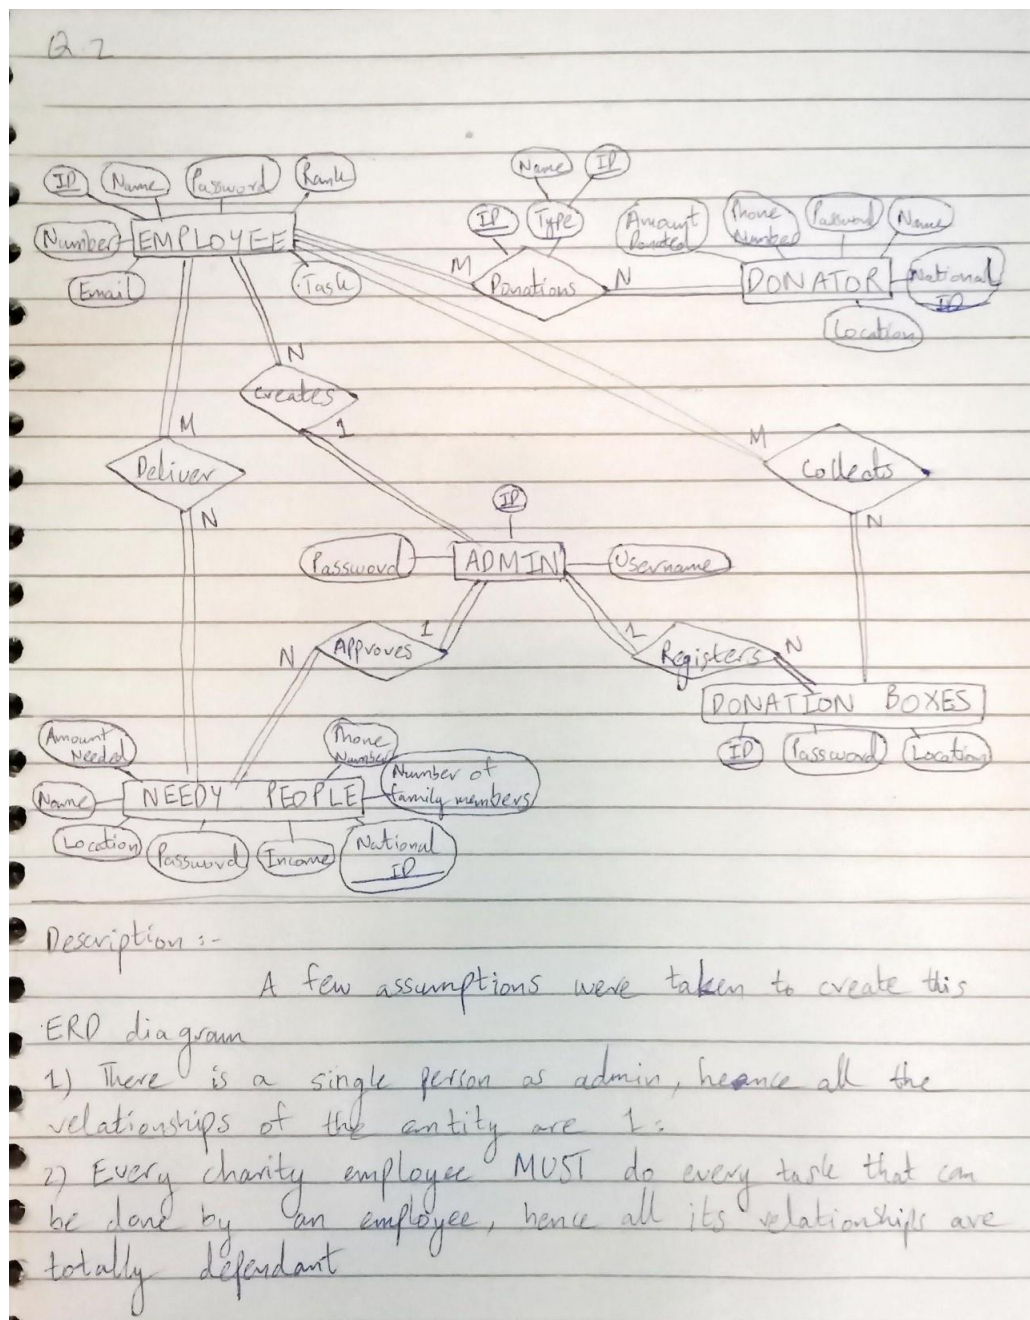 Q.2
ID Name Password Rank
Number EMPLOYEE
Email Task
Name ID
ID Type
M Donations N
Amount Donated Phone Number Password Name
DONATOR National ID
Location
N
Creates
1
M
Deliver
N
M
Collects
N
ID
Password ADMIN Username
N Approves 1
1 Registers N
DONATION BOXES
ID Password Location
Amount Needed Phone Number
Name NEEDY PEOPLE Number of family members
Location Password Income National ID
Description :-
A few assumptions were taken to create this
ERD diagram
1) There is a single person as admin, heance all the
relationships of the entity are 1:
2) Every charity employee MUST do every task that can
be done by an employee, hence all its relationships are
totally defendant